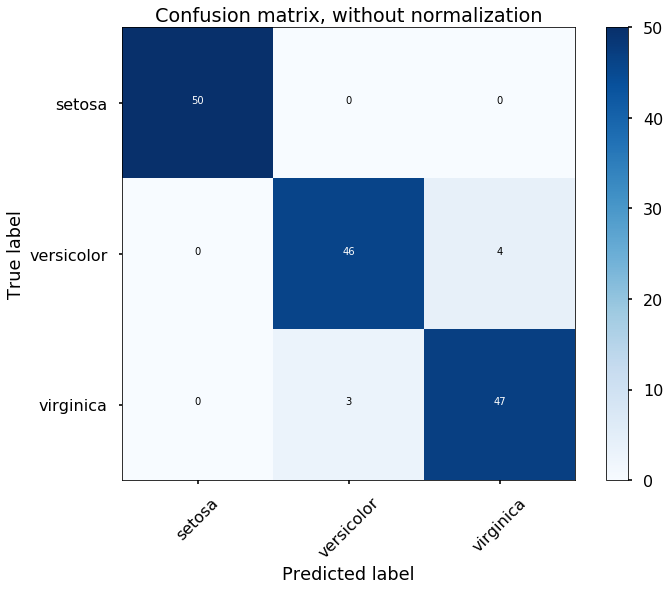 Confusion matrix, without normalization
setosa 50 0 0
versicolor 0 46 4
virginica 0 3 47
setosa versicolor virginica
True label
Predicted label
50
40
30
20
10
0